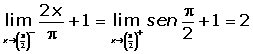 lim x→(π/2)⁻ 2x/π + 1 = lim x→(π/2)⁺ sen π/2 + 1 = 2